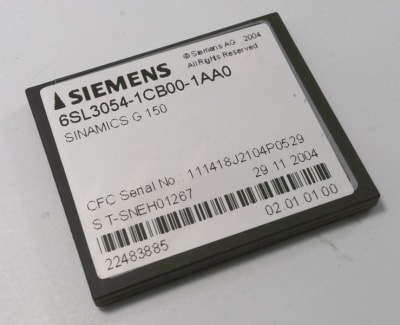 © Siemens AG 2004
All Rights Reserved
SIEMENS
6SL3054-1CB00-1AA0
SINAMICS G 150
CFC Serial No.: 111418J2104P0529
S T-SNEH01267 29 11 2004
22483885 02 01 01 00